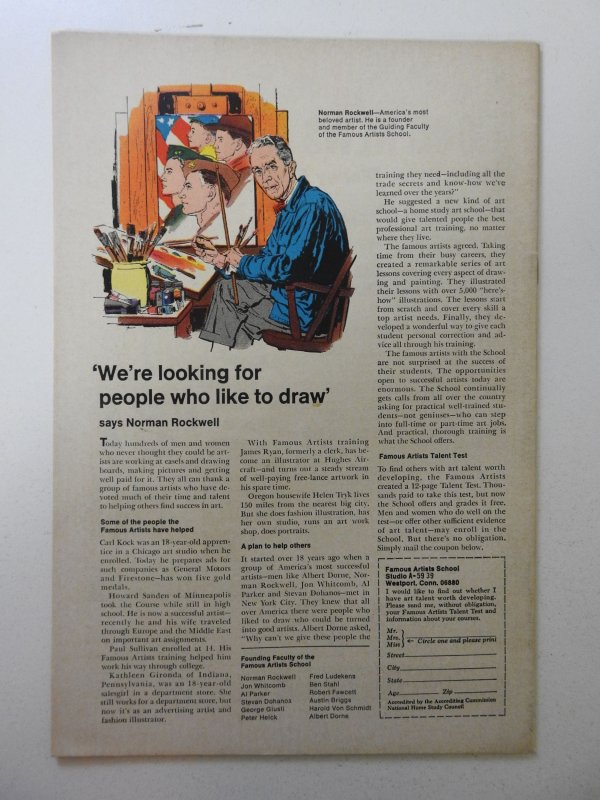 Norman Rockwell—America's most
beloved artist. He is a founder
and member of the Guiding Faculty
of the Famous Artists School.
'We're looking for
people who like to draw'
says Norman Rockwell
Today hundreds of men and women
who never thought they could be art-
ists are working at easels and drawing
boards, making pictures and getting
well paid for it. They all can thank a
group of famous artists who have de-
voted much of their time and talent
to helping others find success in art.
Some of the people the
Famous Artists have helped
Carl Kock was an 18-year-old appren-
tice in a Chicago art studio when he
enrolled. Today he prepares ads for
such companies as General Motors
and Firestone—has won five gold
medals.
Howard Sanden of Minneapolis
took the Course while still in high
school. He is now a successful artist—
recently he and his wife traveled
through Europe and the Middle East
on important art assignments.
Paul Sullivan enrolled at 14. His
Famous Artists training helped him
work his way through college.
Kathleen Gironda of Indiana,
Pennsylvania, was an 18-year-old
salesgirl in a department store. She
still works for a department store, but
now it's as an advertising artist and
fashion illustrator.
With Famous Artists training
James Ryan, formerly a clerk, has be-
come an illustrator at Hughes Air-
craft—and turns out a steady stream
of well-paying free-lance artwork in
his spare time.
Oregon housewife Helen Tryk lives
150 miles from the nearest big city.
But she does fashion illustration, has
her own studio, runs an art work
shop, does portraits.
A plan to help others
It started over 18 years ago when a
group of America's most successful
artists—men like Albert Dorne, Nor-
man Rockwell, Jon Whitcomb, Al
Parker and Stevan Dohanos—met in
New York City. They knew that all
over America there were people who
liked to draw who could be turned
into good artists. Albert Dorne asked,
"Why can't we give these people the
Founding Faculty of the
Famous Artists School
Norman Rockwell
Jon Whitcomb
Al Parker
Stevan Dohanos
George Giusti
Peter Helck
Fred Ludekens
Ben Stahl
Robert Fawcett
Austin Briggs
Harold Von Schmidt
Albert Dorne
training they need—including all the
trade secrets and know-how we've
learned over the years?"
He suggested a new kind of art
school—a home study art school—that
would give talented people the best
professional art training, no matter
where they live.
The famous artists agreed. Taking
time from their busy careers, they
created a remarkable series of art
lessons covering every aspect of draw-
ing and painting. They illustrated
their lessons with over 5,000 "here's
how" illustrations. The lessons start
from scratch and cover every skill a
top artist needs. Finally, they de-
veloped a wonderful way to give each
student personal correction and ad-
vice all through his training.
The famous artists with the School
are not surprised at the success of
their students. The opportunities
open to successful artists today are
enormous. The School continually
gets calls from all over the country
asking for practical well-trained stu-
dents—not geniuses—who can step
into full-time or part-time art jobs.
And practical, thorough training is
what the School offers.
Famous Artists Talent Test
To find others with art talent worth
developing, the Famous Artists
created a 12-page Talent Test. Thou-
sands paid to take this test, but now
the School offers and grades it free.
Men and women who do well on the
test—or offer other sufficient evidence
of art talent—may enroll in the
School. But there's no obligation.
Simply mail the coupon below.
Famous Artists School
Studio A-5939
Westport, Conn. 06880
I would like to find out whether I
have art talent worth developing.
Please send me, without obligation,
your Famous Artists Talent Test and
information about your courses.
Mr.
Mrs. ← Circle one and please print
Miss
Street
City
State
Age Zip
Accredited by the Accrediting Commission
National Home Study Council